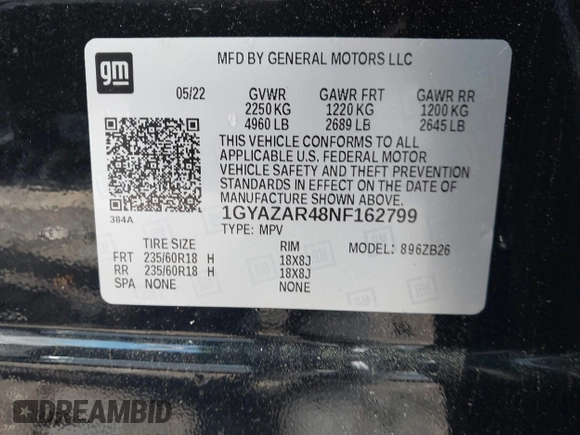 gm
MFD BY GENERAL MOTORS LLC
05/22 GVWR GAWR FRT GAWR RR
2250 KG 1220 KG 1200 KG
4960 LB 2689 LB 2645 LB
THIS VEHICLE CONFORMS TO ALL
APPLICABLE U.S. FEDERAL MOTOR
VEHICLE SAFETY AND THEFT PREVENTION
STANDARDS IN EFFECT ON THE DATE OF
MANUFACTURE SHOWN ABOVE.
384A
1GYAZAR48NF162799
TYPE: MPV
TIRE SIZE RIM MODEL: 896ZB26
FRT 235/60R18 H 18X8J
RR 235/60R18 H 18X8J
SPA NONE NONE
DREAMBID